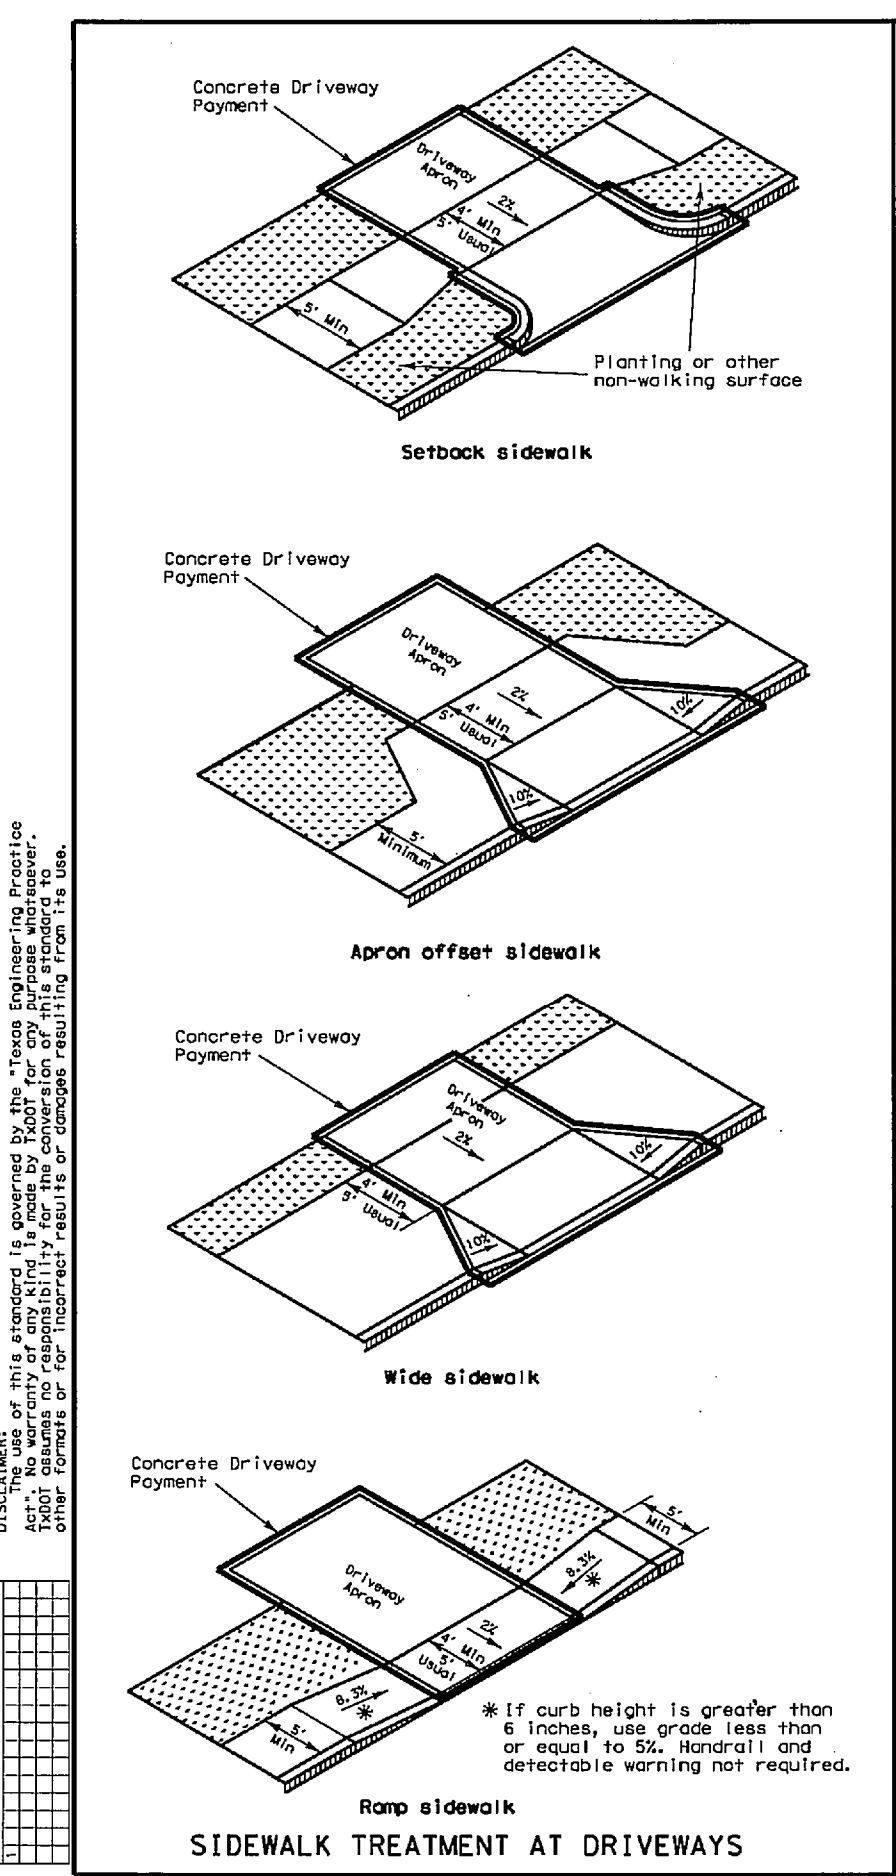 Concrete Driveway
Payment
Driveway
Apron
2%
4' Min
5' Usual
5' Min
Planting or other
non-walking surface
Setback sidewalk
Concrete Driveway
Payment
Driveway
Apron
2%
4' Min
5' Usual
10%
10%
5'
Minimum
Apron offset sidewalk
Concrete Driveway
Payment
Driveway
Apron
2%
10%
4' Min
5' Usual
10%
Wide sidewalk
Concrete Driveway
Payment
5'
Min
8.3%
*
Driveway
Apron
2%
4' Min
5'
Usual
8.3%
*
5'
Min
* If curb height is greater than
6 inches, use grade less than
or equal to 5%. Handrail and
detectable warning not required.
Ramp sidewalk
SIDEWALK TREATMENT AT DRIVEWAYS
DISCLAIMER:
The use of this standard is governed by the "Texas Engineering Practice
Act". No warranty of any kind is made by TxDOT for any purpose whatsoever.
TxDOT assumes no responsibility for the conversion of this standard to
other formats or for incorrect results or damages resulting from its use.
1